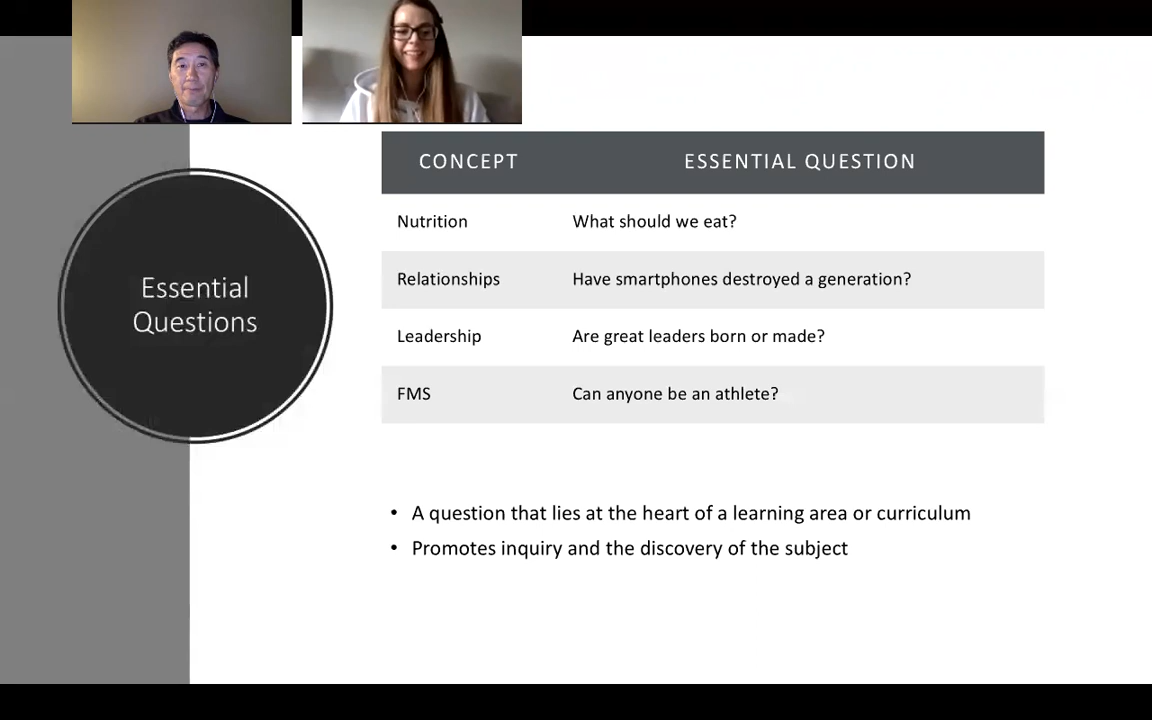 Essential
Questions
CONCEPT ESSENTIAL QUESTION
Nutrition What should we eat?
Relationships Have smartphones destroyed a generation?
Leadership Are great leaders born or made?
FMS Can anyone be an athlete?
• A question that lies at the heart of a learning area or curriculum
• Promotes inquiry and the discovery of the subject